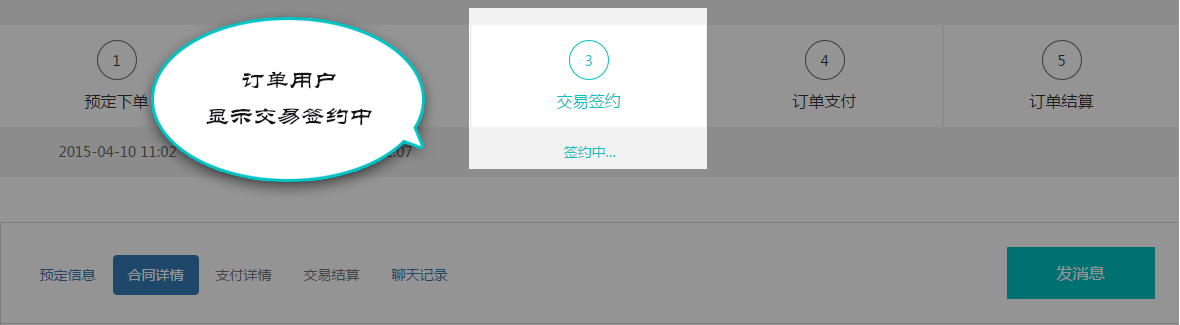 1
3
4
5
预定下单
交易签约
订单支付
订单结算
订单用户
显示交易签约中
2015-04-10 11:02
签约中...
预定信息
合同详情
支付详情
交易结算
聊天记录
发消息